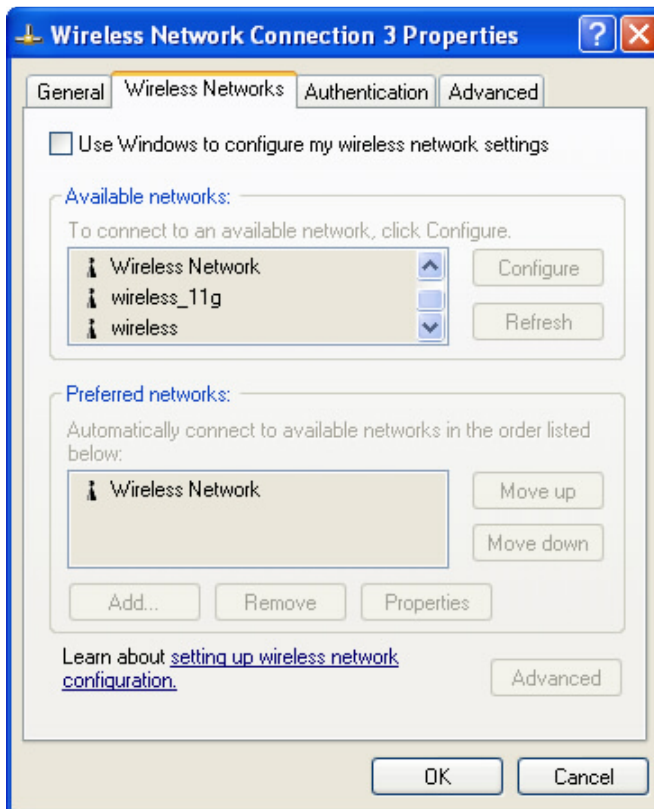 Wireless Network Connection 3 Properties
General Wireless Networks Authentication Advanced
Use Windows to configure my wireless network settings
Available networks:
To connect to an available network, click Configure.
Wireless Network
wireless_11g
wireless
Configure
Refresh
Preferred networks:
Automatically connect to available networks in the order listed
below:
Wireless Network
Move up
Move down
Add... Remove Properties
Learn about setting up wireless network
configuration.
Advanced
OK Cancel